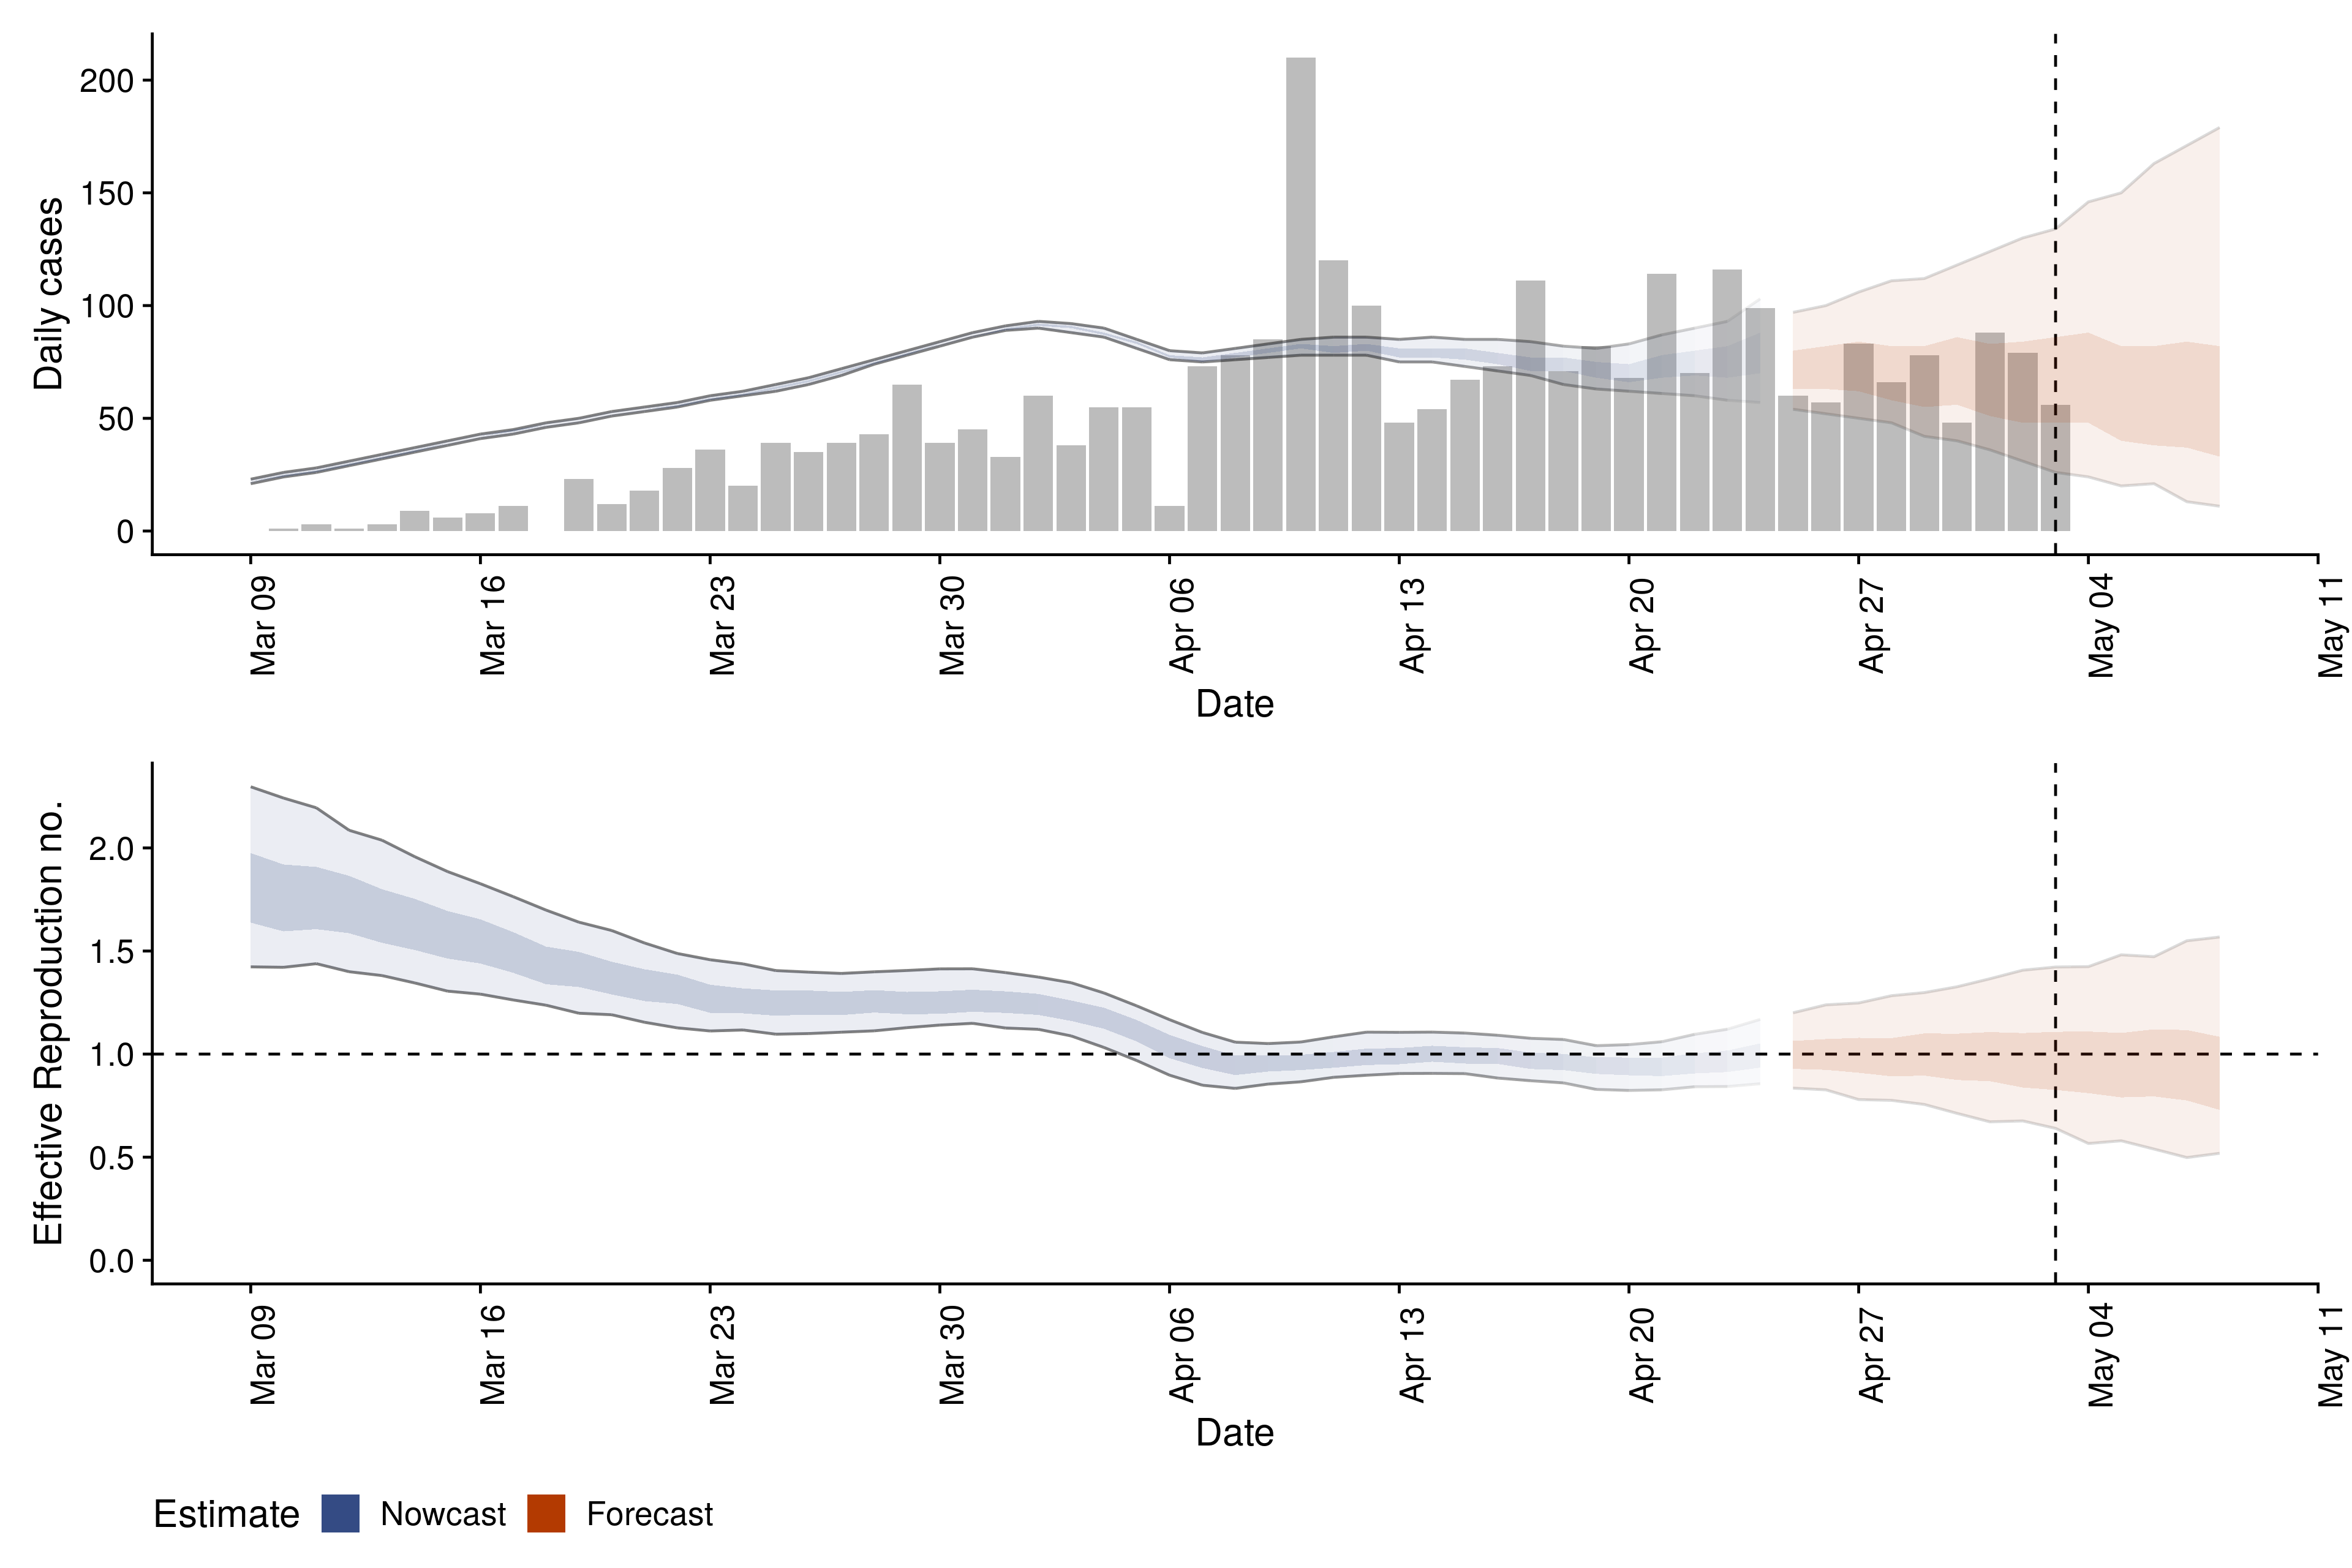 Daily cases
200
150
100
50
0
Mar 09
Mar 16
Mar 23
Mar 30
Apr 06
Apr 13
Apr 20
Apr 27
May 04
May 11
Date
Effective Reproduction no.
2.0
1.5
1.0
0.5
0.0
Mar 09
Mar 16
Mar 23
Mar 30
Apr 06
Apr 13
Apr 20
Apr 27
May 04
May 11
Date
Estimate Nowcast Forecast